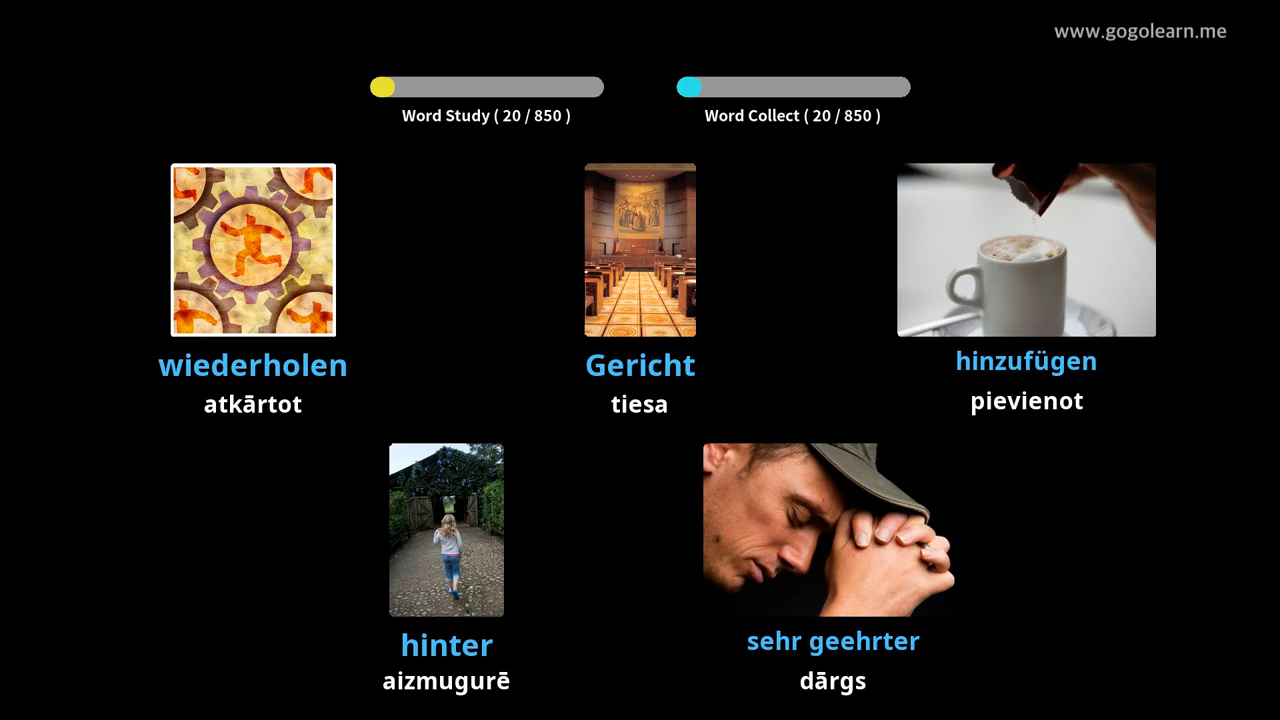 www.gogolearn.me
Word Study ( 20 / 850 )
Word Collect ( 20 / 850 )
wiederholen
atkārtot
Gericht
tiesa
hinzufügen
pievienot
hinter
aizmugurē
sehr geehrter
dārgs